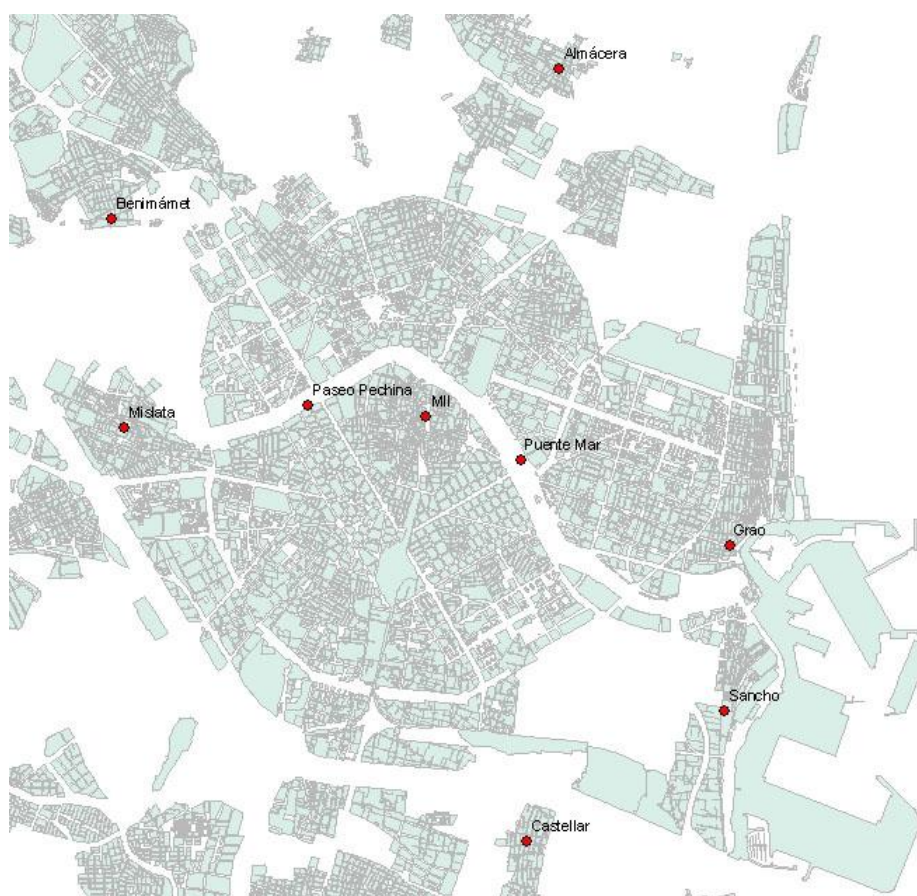 Almácera
Benimámet
Paseo Pechina
MII
Mislata
Puente Mar
Grao
Sancho
Castellar